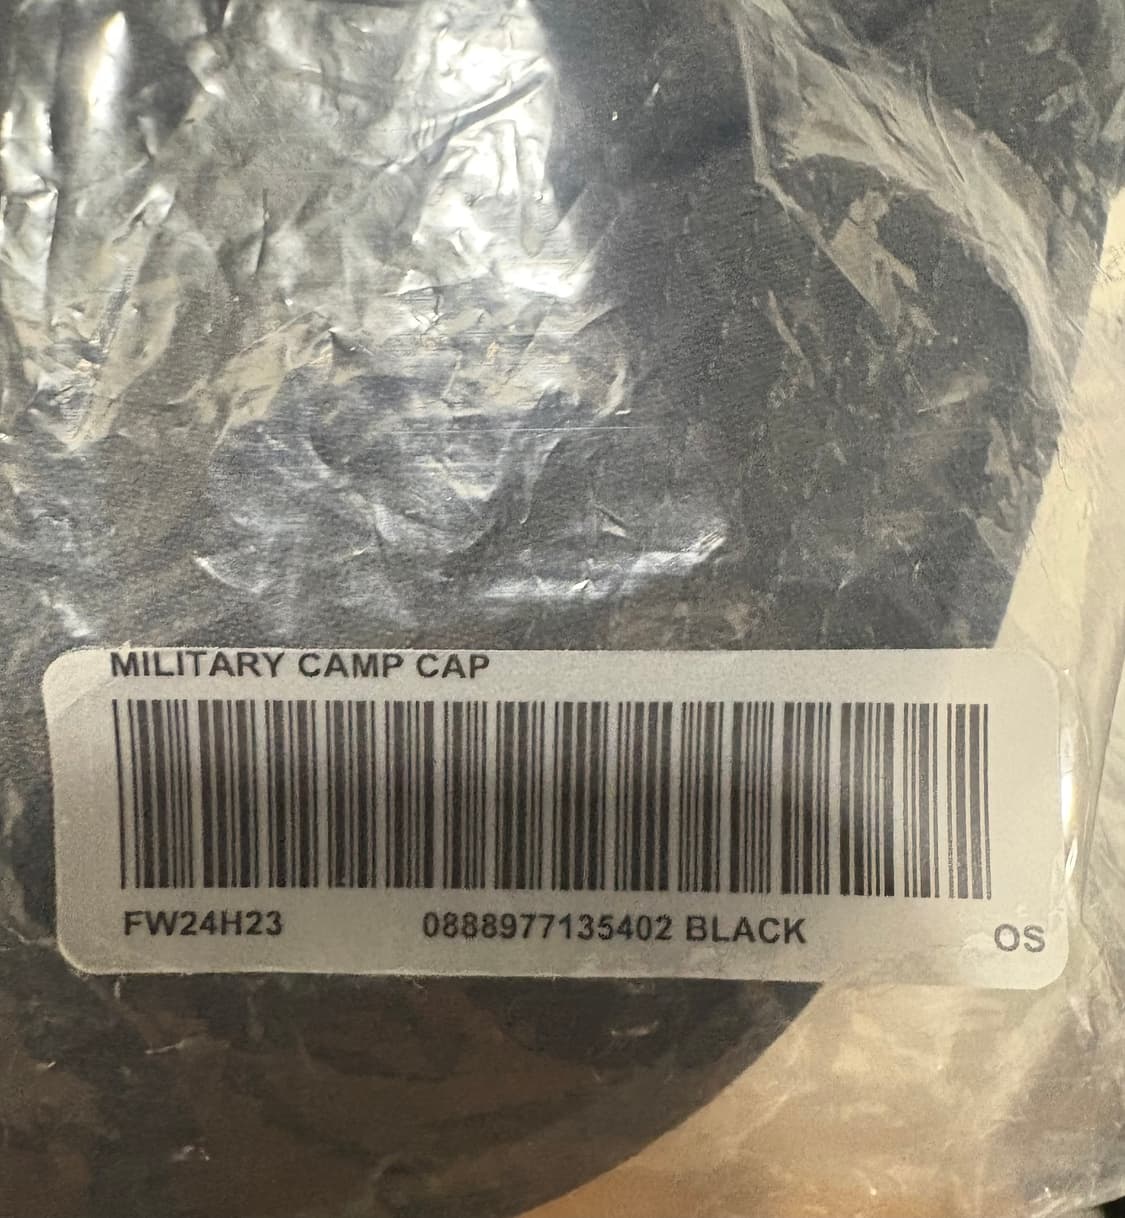 MILITARY CAMP CAP
FW24H23 0888977135402 BLACK OS